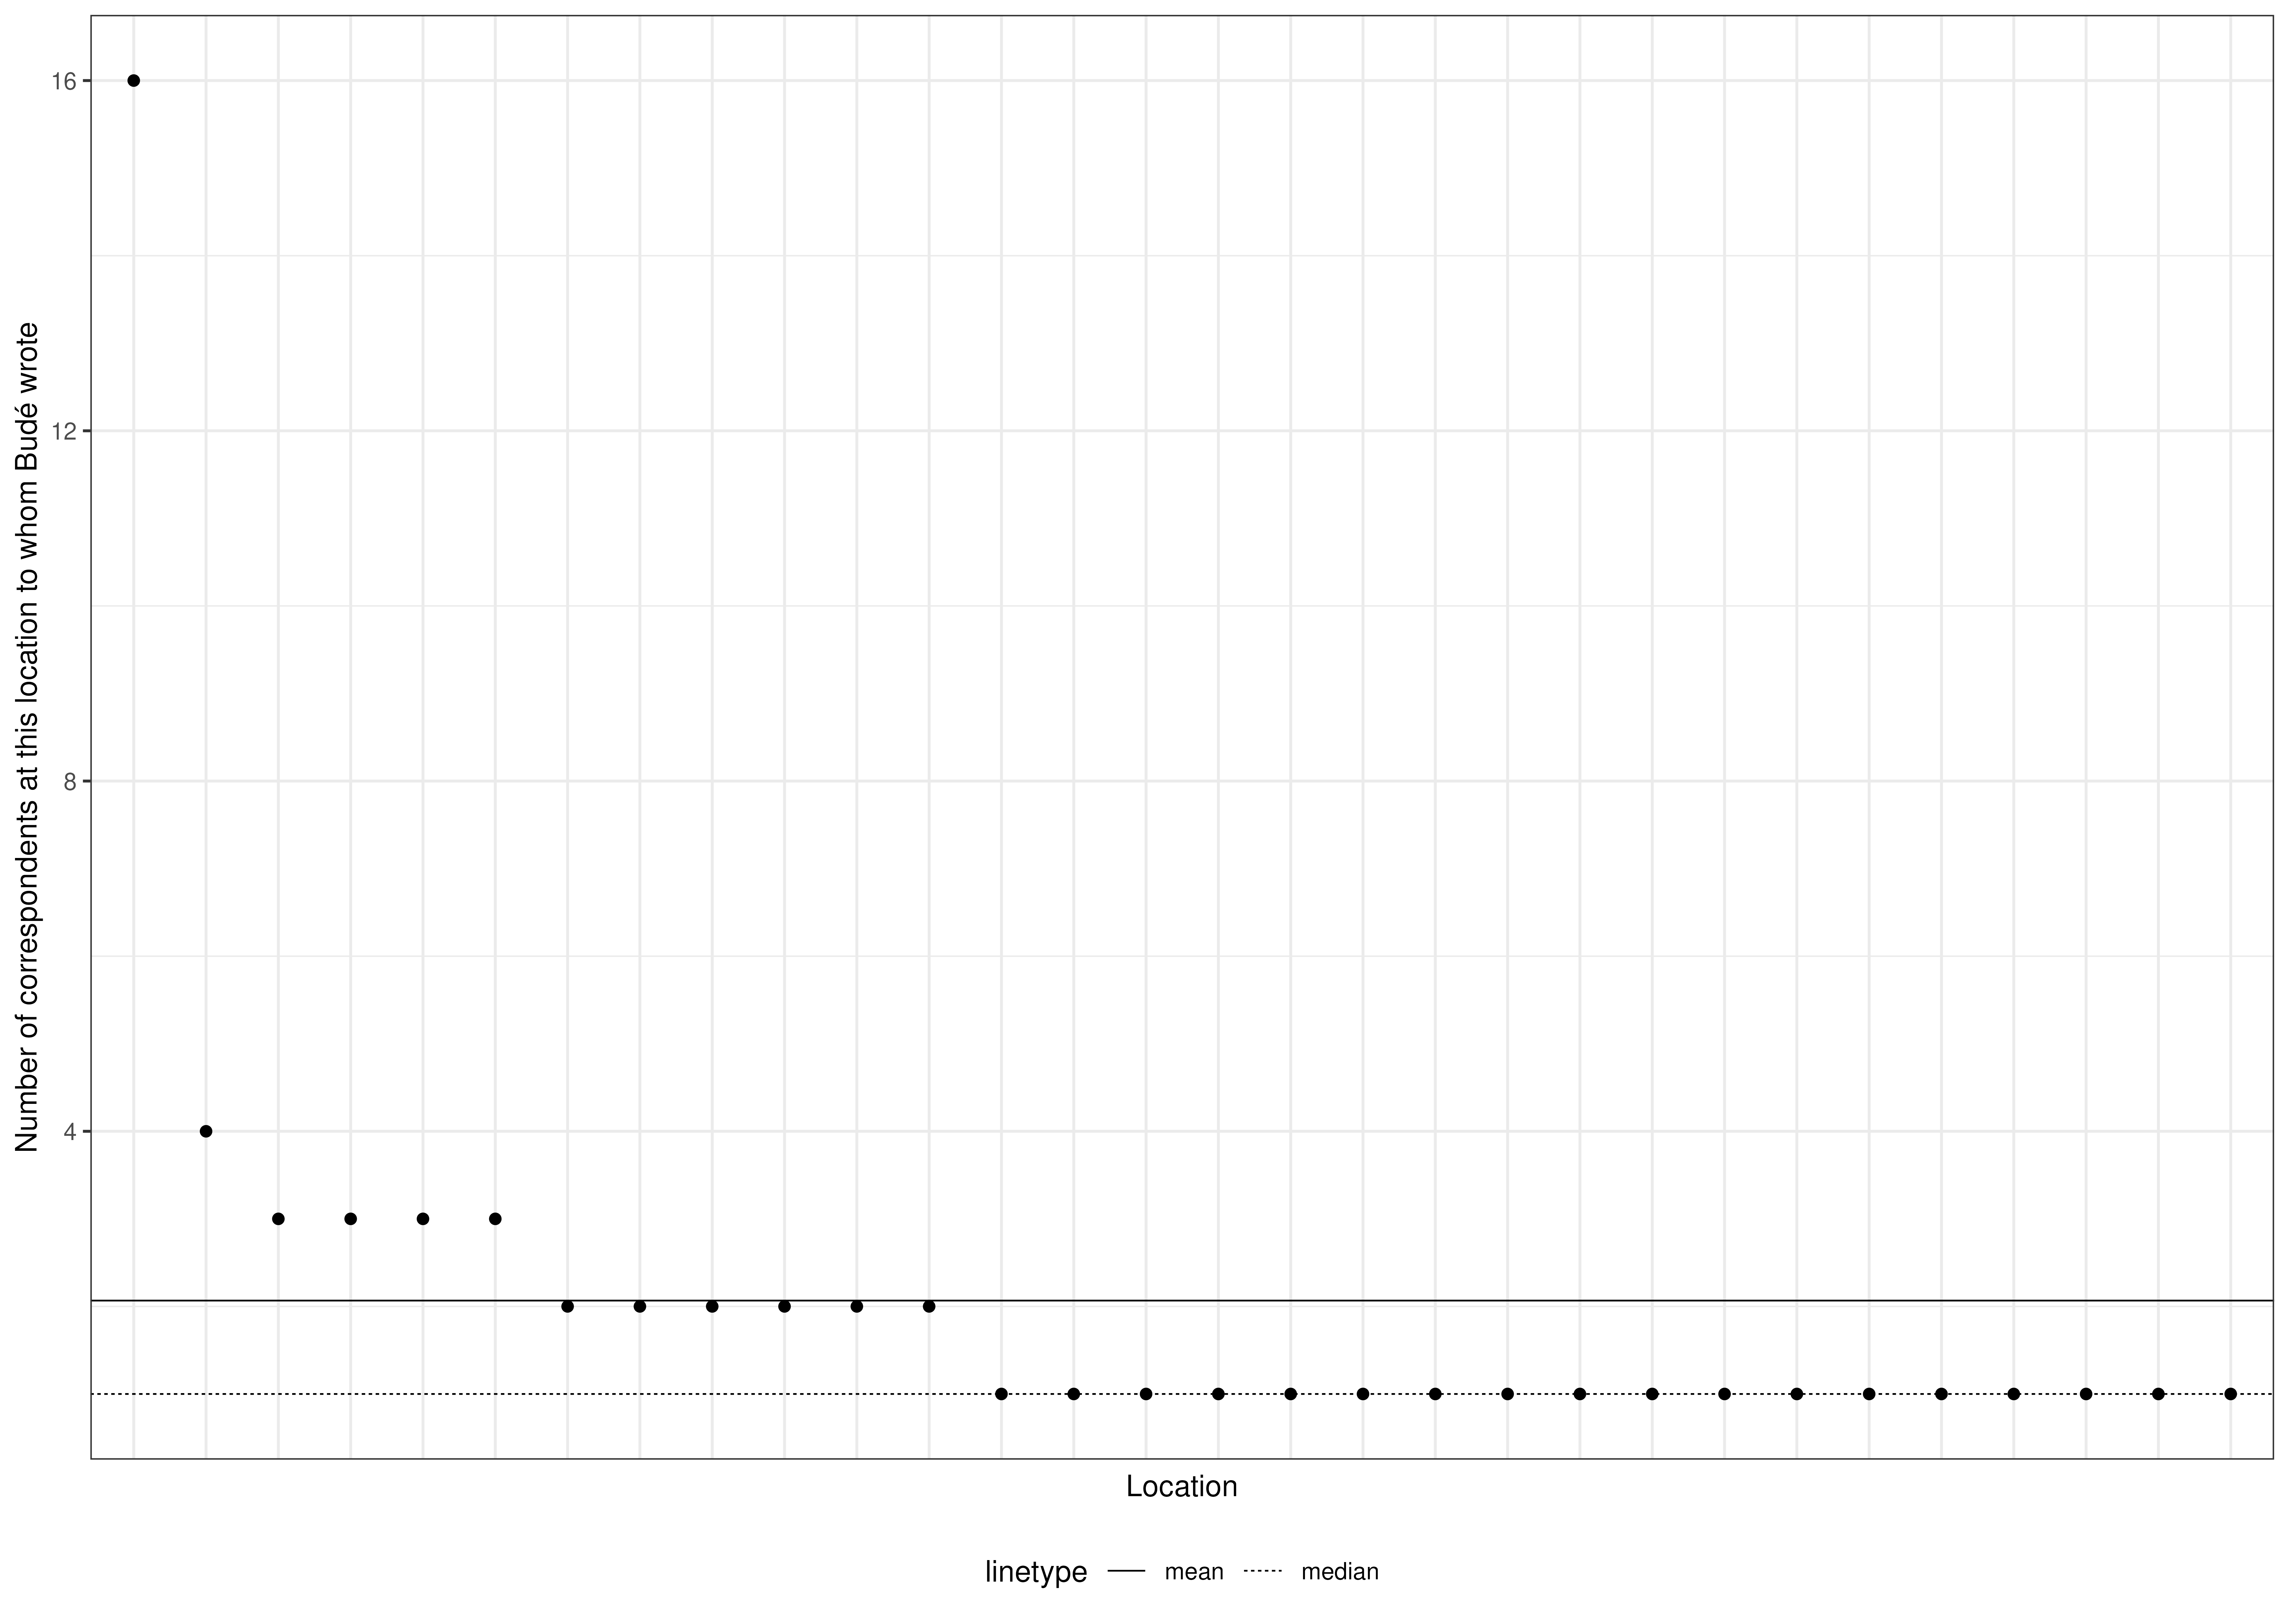 Number of correspondents at this location to whom Budé wrote
16
12
8
4
Location
linetype mean median